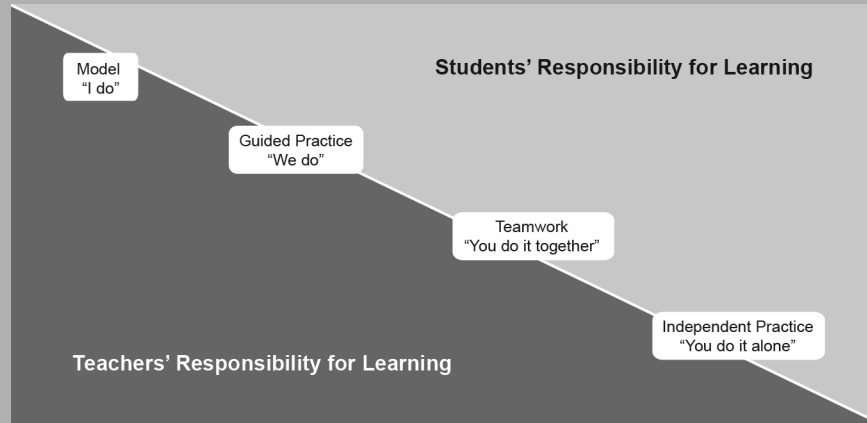 Model
“I do”
Students’ Responsibility for Learning
Guided Practice
“We do”
Teamwork
“You do it together”
Independent Practice
“You do it alone”
Teachers’ Responsibility for Learning